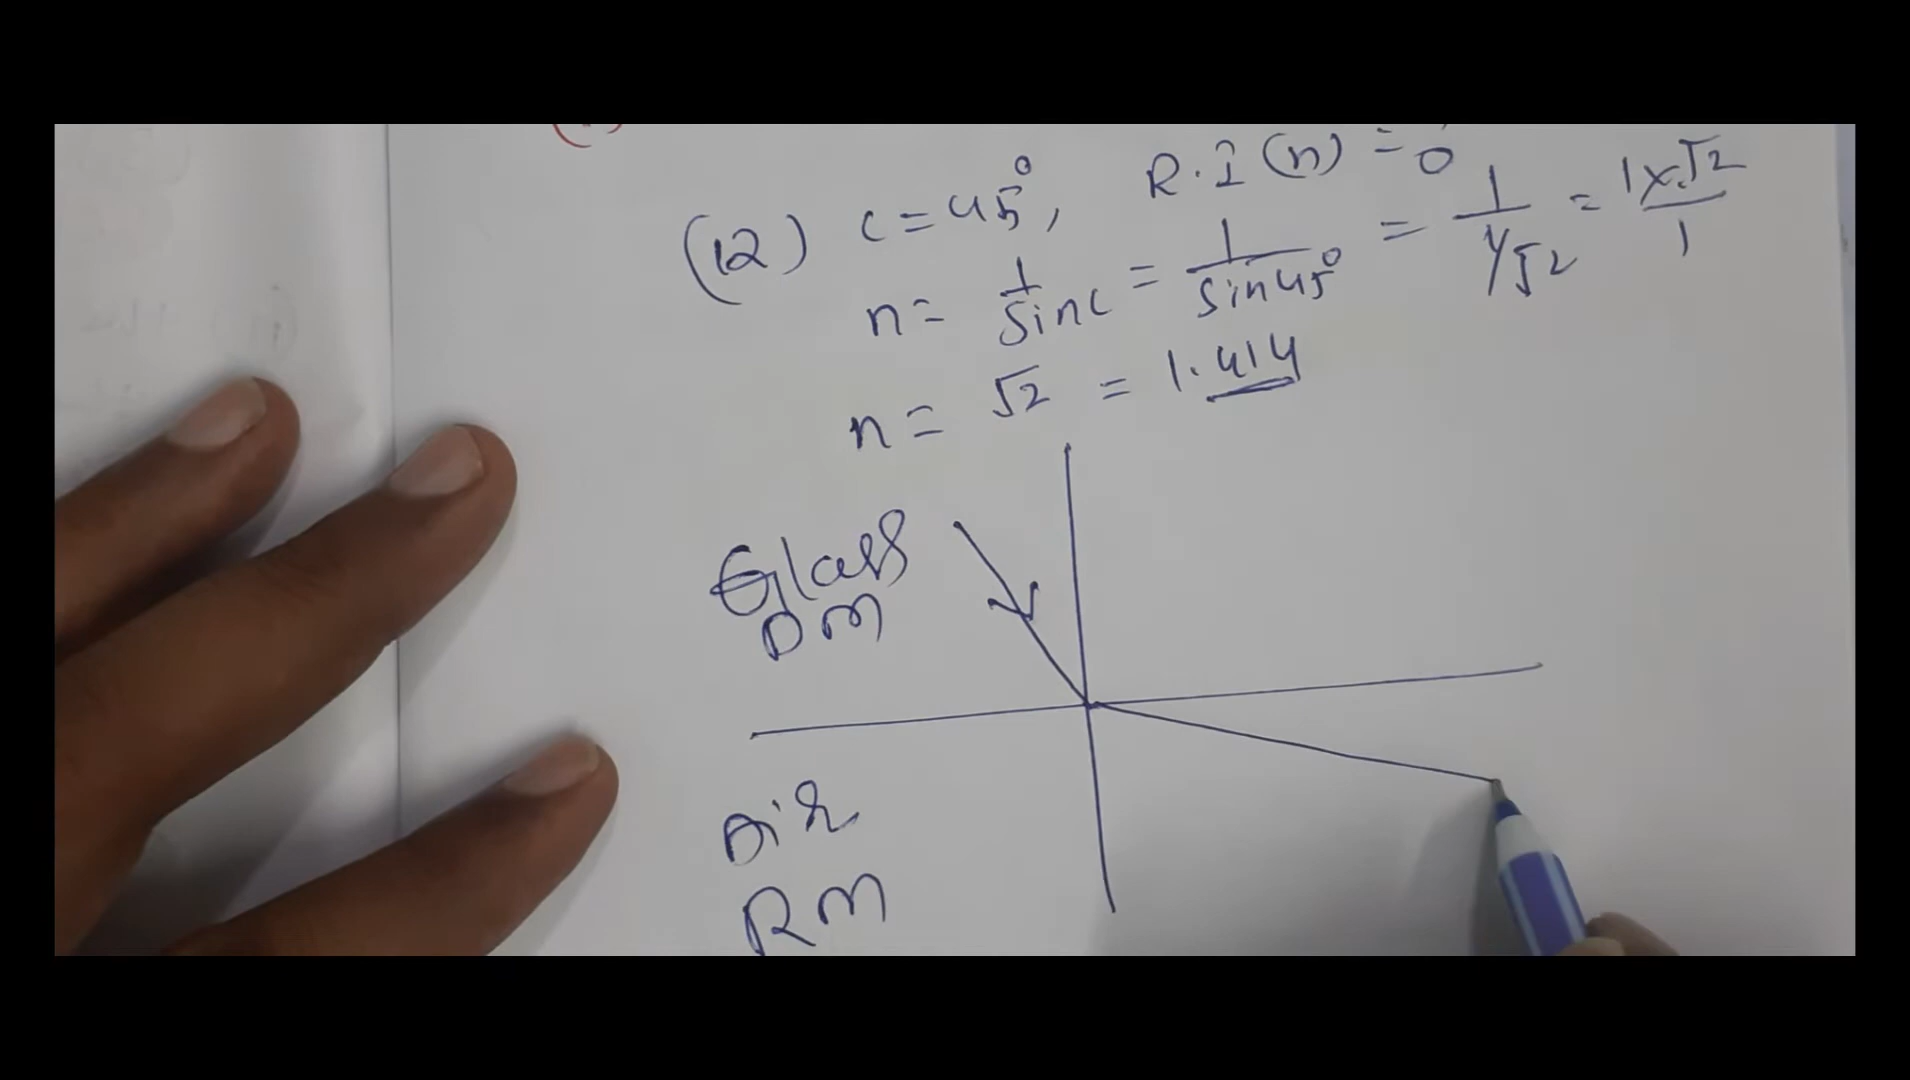 (12) C = 45°, R.I (n) = ?
n = 1/Sin C = 1/Sin 45° = 1/1/√2 = 1×√2/1
n = √2 = 1.414
Glass
DM
Air
RM